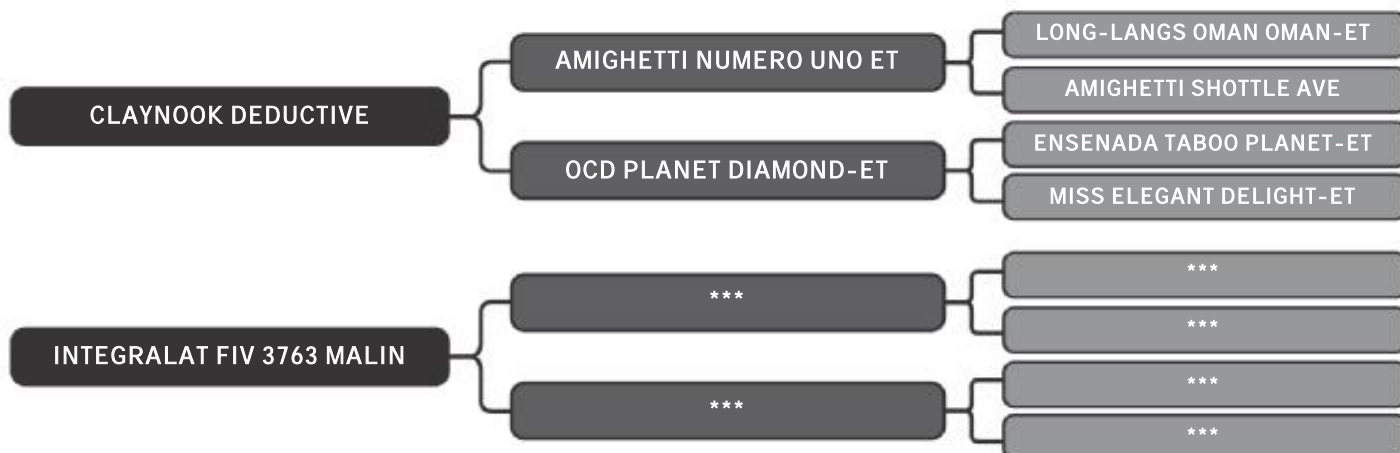 LONG-LANGS OMAN OMAN-ET
AMIGHETTI NUMERO UNO ET
AMIGHETTI SHOTTLE AVE
CLAYNOOK DEDUCTIVE
ENSENADA TABOO PLANET-ET
OCD PLANET DIAMOND-ET
MISS ELEGANT DELIGHT-ET
***
***
***
INTEGRALAT FIV 3763 MALIN
***
***
***